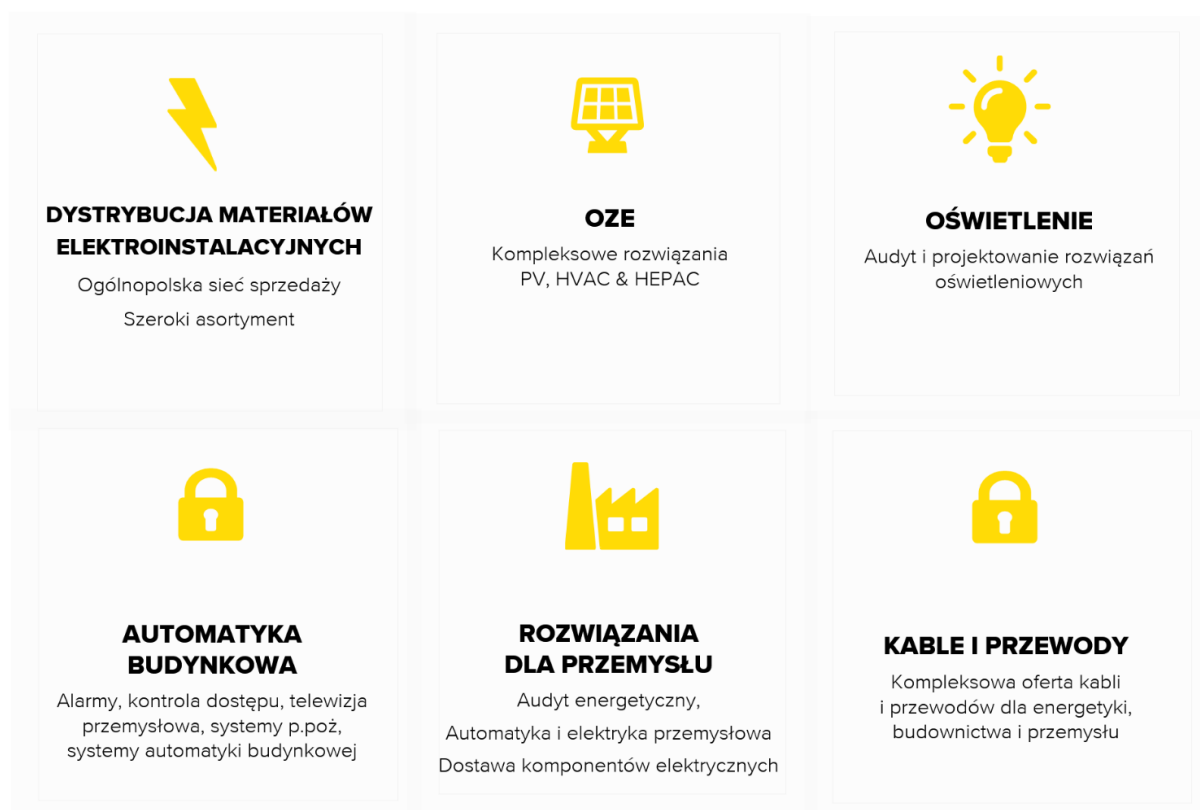 DYSTRYBUCJA MATERIAŁÓW
ELEKTROINSTALACYJNYCH
Ogólnopolska sieć sprzedaży
Szeroki asortyment
OZE
Kompleksowe rozwiązania
PV, HVAC & HEPAC
OŚWIETLENIE
Audyt i projektowanie rozwiązań
oświetleniowych
AUTOMATYKA
BUDYNKOWA
Alarmy, kontrola dostępu, telewizja
przemysłowa, systemy p.poż,
systemy automatyki budynkowej
ROZWIĄZANIA
DLA PRZEMYSŁU
Audyt energetyczny,
Automatyka i elektryka przemysłowa
Dostawa komponentów elektrycznych
KABLE I PRZEWODY
Kompleksowa oferta kabli
i przewodów dla energetyki,
budownictwa i przemysłu